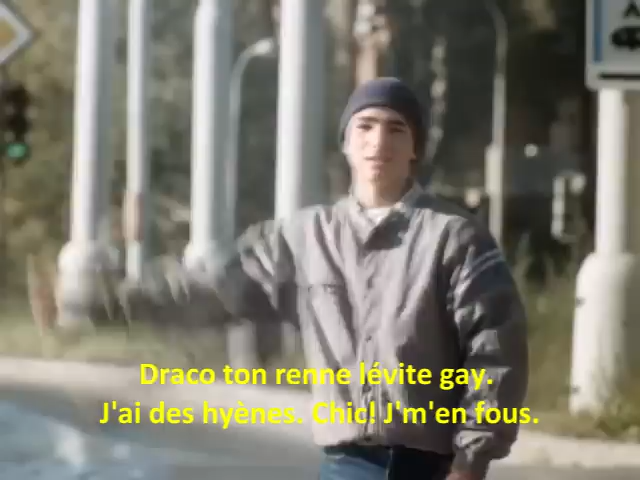 Draco ton renne lévite gay.
J'ai des hyènes. Chic! J'm'en fous.